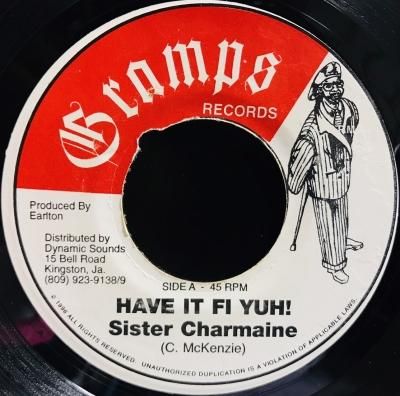 Gramps
RECORDS
Produced By
Earlton
Distributed by
Dynamic Sounds
15 Bell Road
Kingston, Ja.
(809) 923-9138/9
SIDE A - 45 RPM
HAVE IT FI YUH!
Sister Charmaine
(C. McKenzie)
© 1996 ALL RIGHTS RESERVED. UNAUTHORIZED DUPLICATION IS A VIOLATION OF APPLICABLE LAWS.